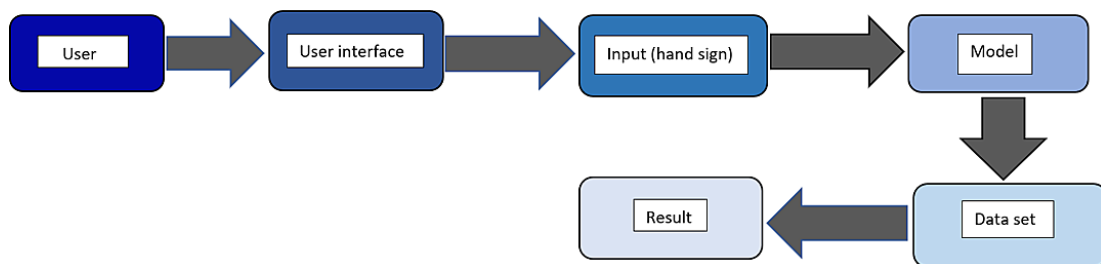 User
User interface
Input (hand sign)
Model
Result
Data set